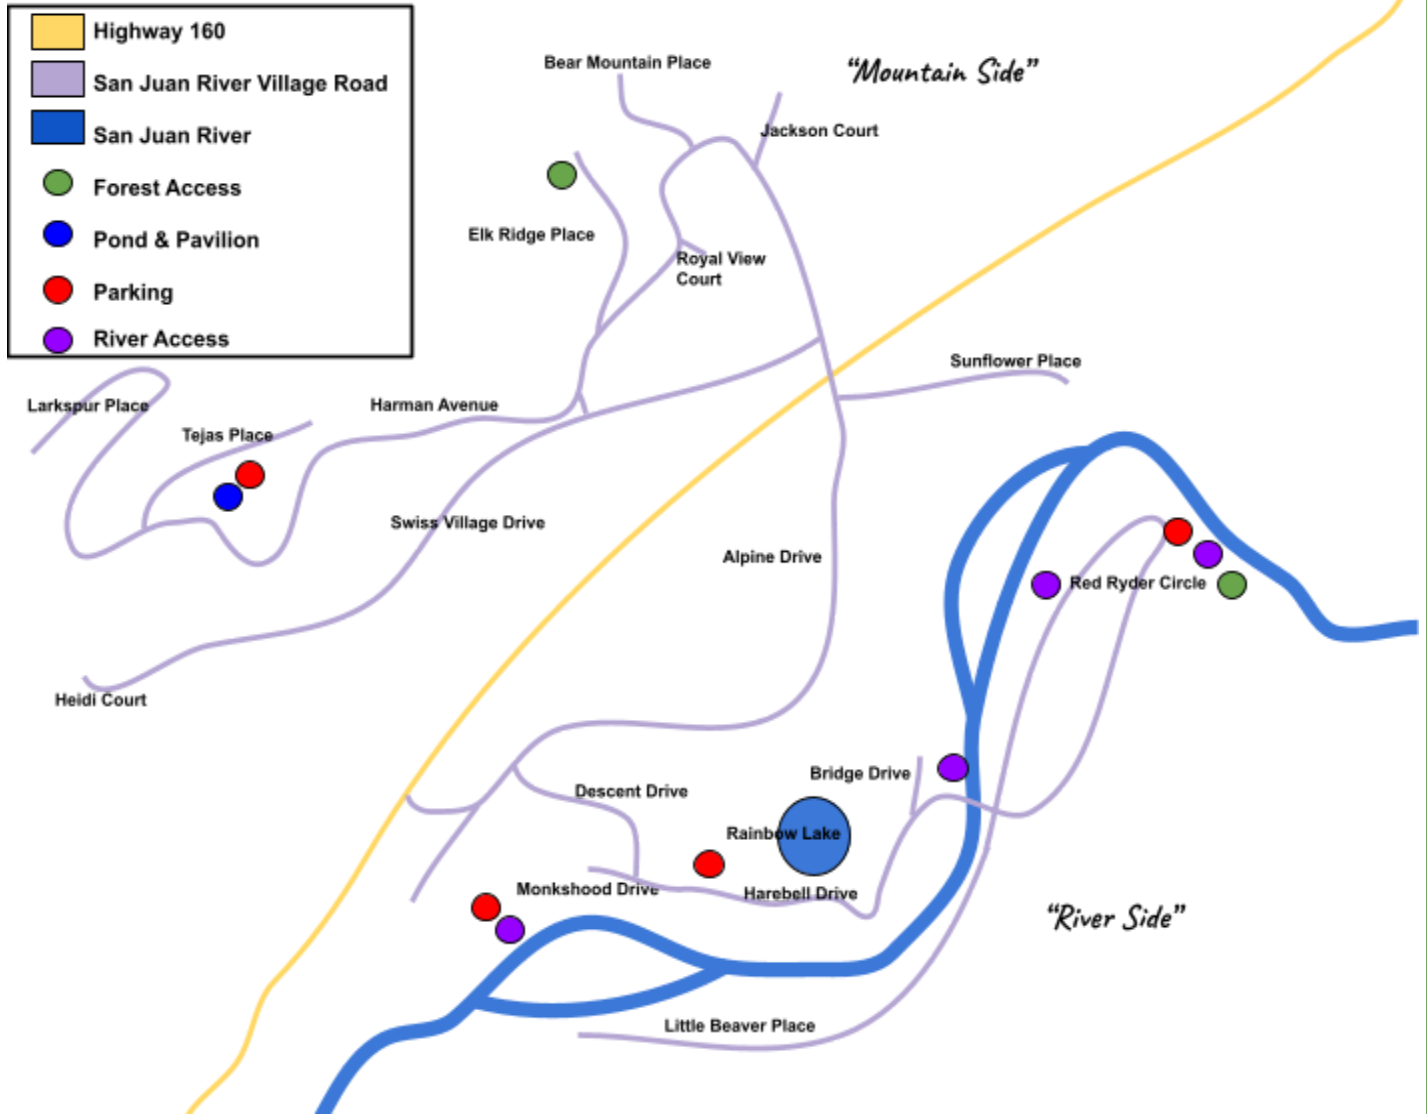 Highway 160
San Juan River Village Road
San Juan River
Forest Access
Pond & Pavilion
Parking
River Access
Bear Mountain Place
“Mountain Side”
Jackson Court
Elk Ridge Place
Royal View
Court
Sunflower Place
Larkspur Place
Harman Avenue
Tejas Place
Swiss Village Drive
Alpine Drive
Red Ryder Circle
Heidi Court
Bridge Drive
Descent Drive
Rainbow Lake
Monkshood Drive
Harebell Drive
“River Side”
Little Beaver Place